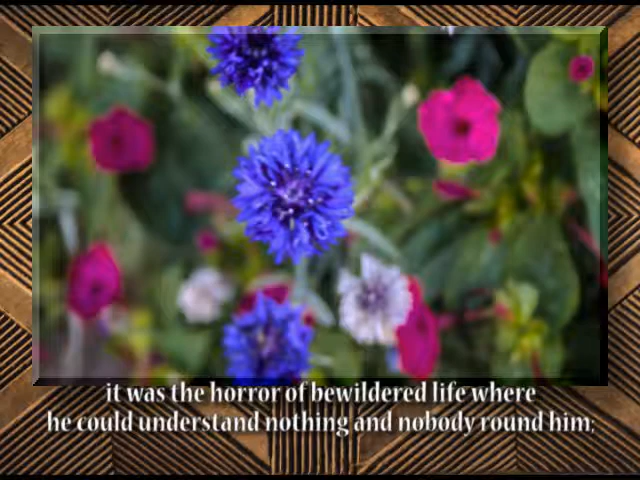 it was the horror of bewildered life where
he could understand nothing and nobody round him;